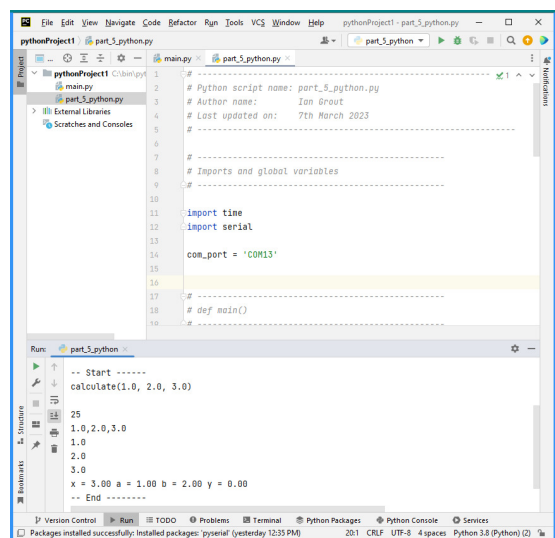 PC File Edit View Navigate Code Refactor Run Tools VCS Window Help pythonProject1 - part_5_python.py
pythonProject1 part_5_python.py part_5_python
Project
main.py part_5_python.py
Notifications
pythonProject1 C:\bin\pyt
main.py
part_5_python.py
External Libraries
Scratches and Consoles
1 # -----------------------------------------------------
2 # Python script name: part_5_python.py
3 # Author name: Ian Grout
4 # Last updated on: 7th March 2023
5 # -----------------------------------------------------
6
7 # -----------------------------------------
8 # Imports and global variables
9 # -----------------------------------------
10
11 import time
12 import serial
13
14 com_port = 'COM13'
15
16
17 # -----------------------------------------
18 # def main()
19 # -----------------------------------------
1
Run: part_5_python
-- Start ------
calculate(1.0, 2.0, 3.0)
25
1.0,2.0,3.0
1.0
2.0
3.0
x = 3.00 a = 1.00 b = 2.00 y = 0.00
-- End --------
Structure
Bookmarks
Version Control Run TODO Problems Terminal Python Packages Python Console Services
Packages installed successfully: Installed packages: 'pyserial' (yesterday 12:35 PM) 20:1 CRLF UTF-8 4 spaces Python 3.8 (Python) (2)